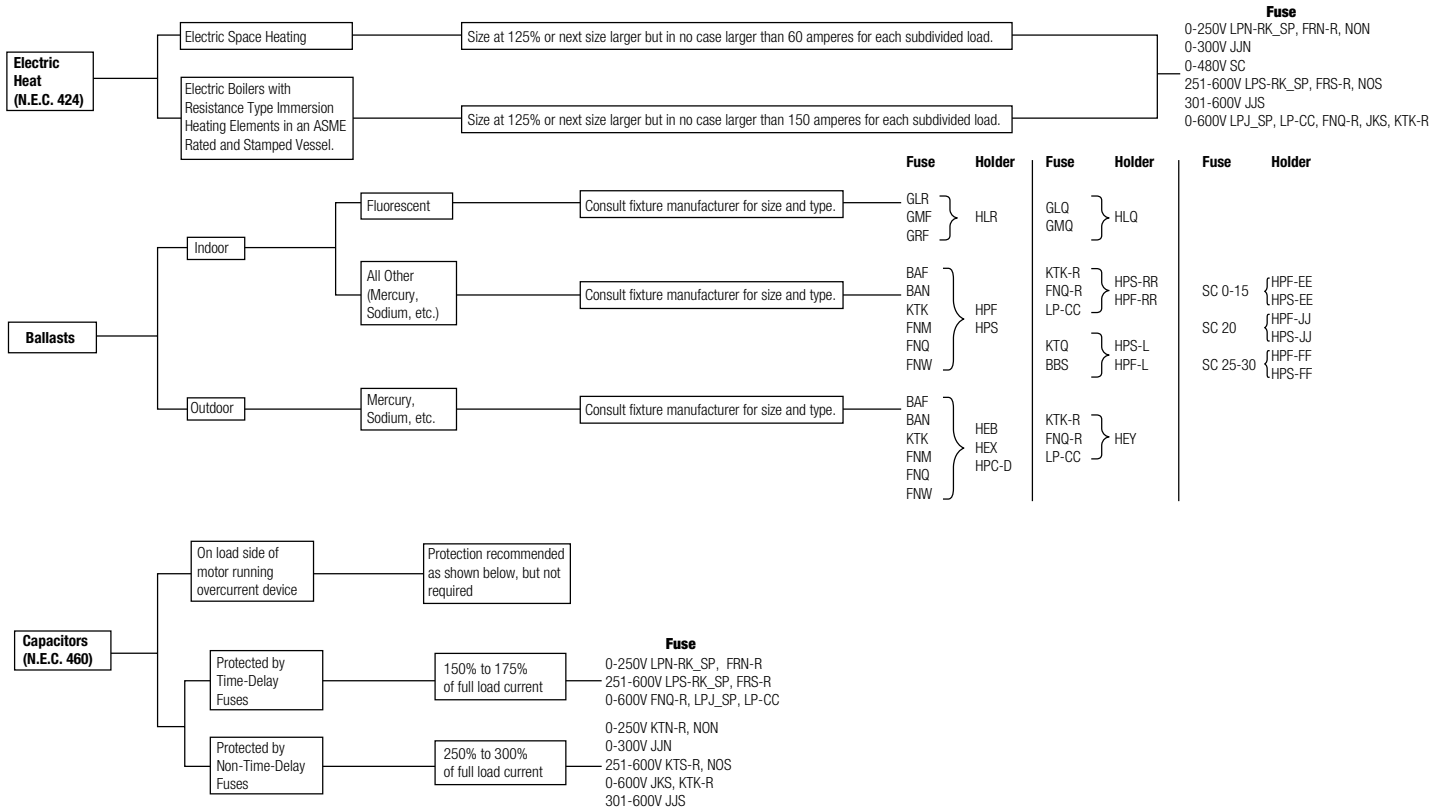 Electric
Heat
(N.E.C. 424)
Electric Space Heating
Size at 125% or next size larger but in no case larger than 60 amperes for each subdivided load.
Electric Boilers with
Resistance Type Immersion
Heating Elements in an ASME
Rated and Stamped Vessel.
Size at 125% or next size larger but in no case larger than 150 amperes for each subdivided load.
Fuse
0-250V LPN-RK_SP, FRN-R, NON
0-300V JJN
0-480V SC
251-600V LPS-RK_SP, FRS-R, NOS
301-600V JJS
0-600V LPJ_SP, LP-CC, FNQ-R, JKS, KTK-R
Fuse Holder Fuse Holder Fuse Holder
Ballasts
Indoor
Fluorescent
Consult fixture manufacturer for size and type.
GLR
GMF
GRF
HLR
GLQ
GMQ
HLQ
All Other
(Mercury,
Sodium, etc.)
Consult fixture manufacturer for size and type.
BAF
BAN
KTK
FNM
FNQ
FNW
HPF
HPS
KTK-R
FNQ-R
LP-CC
HPS-RR
HPF-RR
KTQ
BBS
HPS-L
HPF-L
SC 0-15
HPF-EE
HPS-EE
SC 20
HPF-JJ
HPS-JJ
SC 25-30
HPF-FF
HPS-FF
Outdoor
Mercury,
Sodium, etc.
Consult fixture manufacturer for size and type.
BAF
BAN
KTK
FNM
FNQ
FNW
HEB
HEX
HPC-D
KTK-R
FNQ-R
LP-CC
HEY
Capacitors
(N.E.C. 460)
On load side of
motor running
overcurrent device
Protection recommended
as shown below, but not
required
Protected by
Time-Delay
Fuses
150% to 175%
of full load current
Fuse
0-250V LPN-RK_SP, FRN-R
251-600V LPS-RK_SP, FRS-R
0-600V FNQ-R, LPJ_SP, LP-CC
Protected by
Non-Time-Delay
Fuses
250% to 300%
of full load current
0-250V KTN-R, NON
0-300V JJN
251-600V KTS-R, NOS
0-600V JKS, KTK-R
301-600V JJS